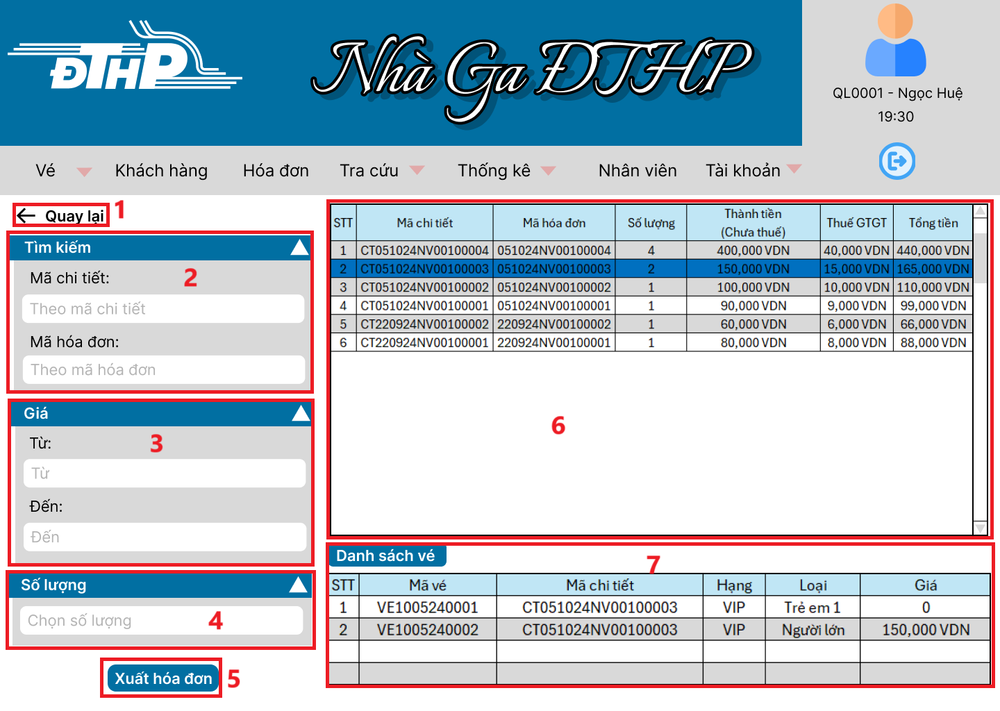 ĐTHP
Nhà Ga ĐTHP
QL0001 - Ngọc Huệ
19:30
Vé Khách hàng Hóa đơn Tra cứu Thống kê Nhân viên Tài khoản
Quay lại 1
Tìm kiếm
Mã chi tiết: 2
Theo mã chi tiết
Mã hóa đơn:
Theo mã hóa đơn
Giá
Từ: 3
Từ
Đến:
Đến
Số lượng
Chọn số lượng 4
Xuất hóa đơn 5
STT Mã chi tiết Mã hóa đơn Số lượng Thành tiền (Chưa thuế) Thuế GTGT Tổng tiền
1 CT051024NV00100004 051024NV00100004 4 400,000 VDN 40,000 VDN 440,000 VDN
2 CT051024NV00100003 051024NV00100003 2 150,000 VDN 15,000 VDN 165,000 VDN
3 CT051024NV00100002 051024NV00100002 1 100,000 VDN 10,000 VDN 110,000 VDN
4 CT051024NV00100001 051024NV00100001 1 90,000 VDN 9,000 VDN 99,000 VDN
5 CT220924NV00100002 220924NV00100002 1 60,000 VDN 6,000 VDN 66,000 VDN
6 CT220924NV00100001 220924NV00100001 1 80,000 VDN 8,000 VDN 88,000 VDN
6
Danh sách vé 7
STT Mã vé Mã chi tiết Hạng Loại Giá
1 VE1005240001 CT051024NV00100003 VIP Trẻ em 1 0
2 VE1005240002 CT051024NV00100003 VIP Người lớn 150,000 VDN